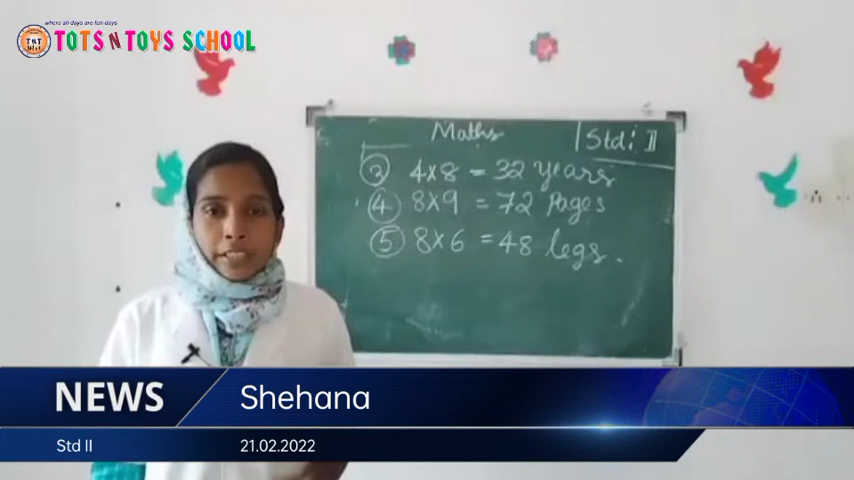 where all days are fun days
TNT
TOTS N TOYS SCHOOL
Maths
Std: II
3 4x8 = 32 years
4 8x9 = 72 Pages
5 8x6 = 48 legs.
NEWS
Shehana
Std II
21.02.2022